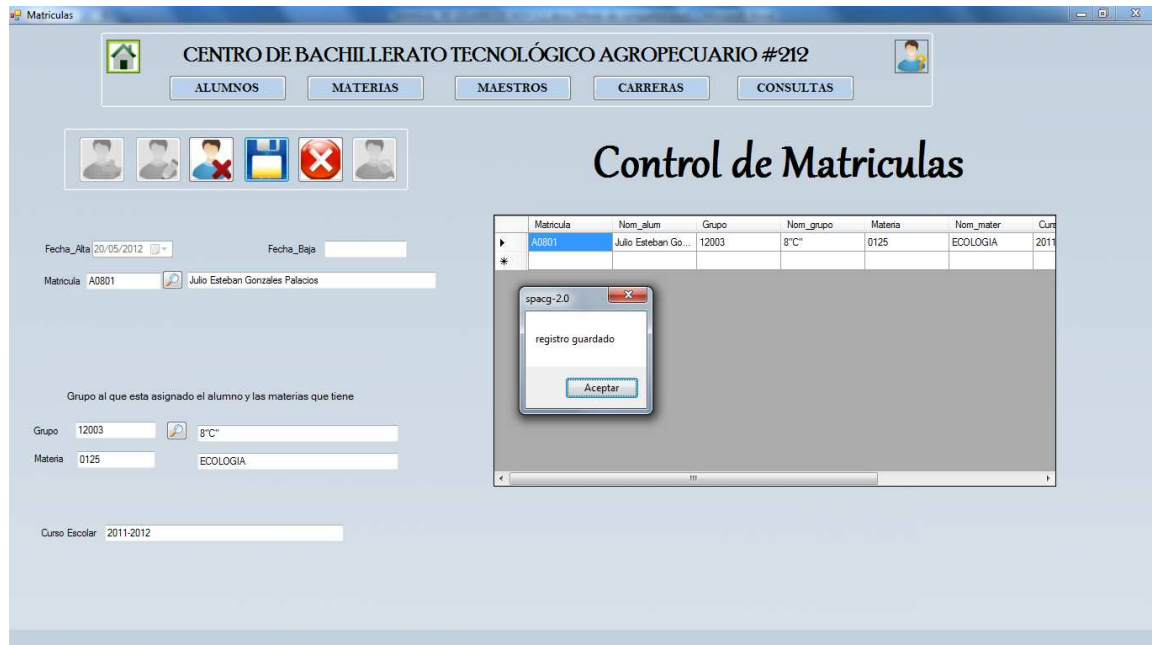 Matriculas
CENTRO DE BACHILLERATO TECNOLÓGICO AGROPECUARIO #212
ALUMNOS MATERIAS MAESTROS CARRERAS CONSULTAS
Control de Matriculas
Fecha_Alta 20/05/2012 Fecha_Baja
Matricula A0801 Julio Esteban Gonzales Palacios
Grupo al que esta asignado el alumno y las materias que tiene
Grupo 12003 8"C"
Materia 0125 ECOLOGIA
Curso Escolar 2011-2012
Matricula Nom_alum Grupo Nom_grupo Materia Nom_mater Curs
A0801 Julio Esteban Go... 12003 8"C" 0125 ECOLOGIA 2011
spacg-2.0
registro guardado
Aceptar